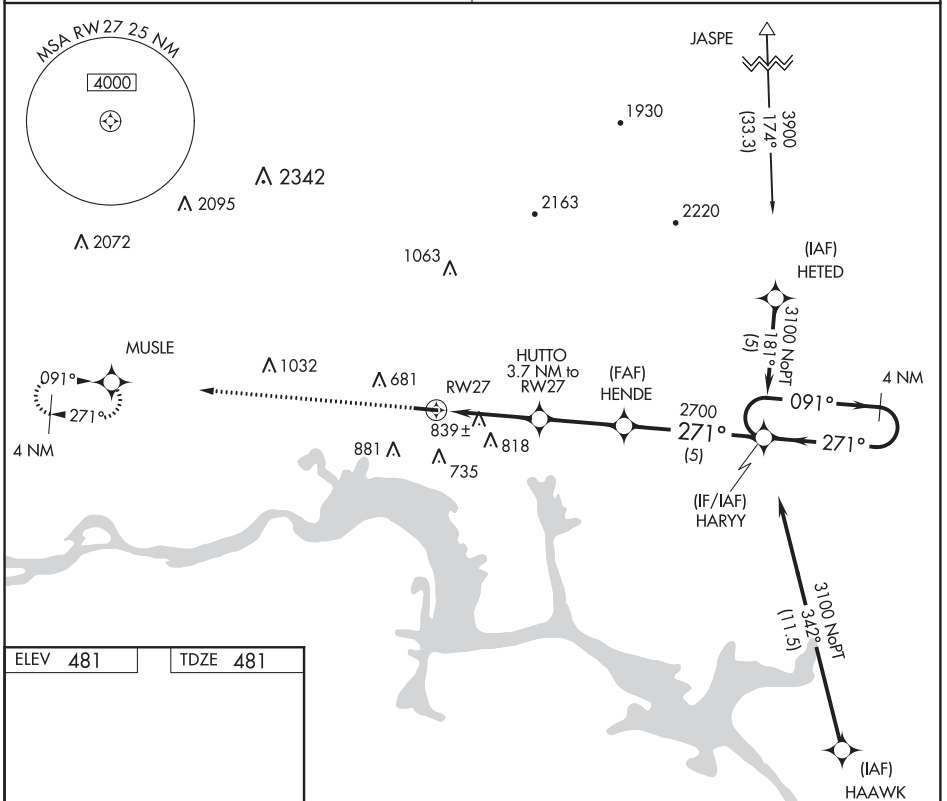 MSA RW27 25 NM
4000
JASPE
3900
174°
(33.3)
1930
2342
2095
2163
2220
2072
1063
(IAF)
HETED
3100 NoPT
181°
(5)
MUSLE
1032
681
RW27
HUTTO
3.7 NM to
RW27
(FAF)
HENDE
4 NM
091°
271°
4 NM
091°
271°
2700
271°
(5)
839±
818
881
735
(IF/IAF)
HARYY
3100 NoPT
342°
(11.5)
(IAF)
HAAWK
ELEV 481
TDZE 481